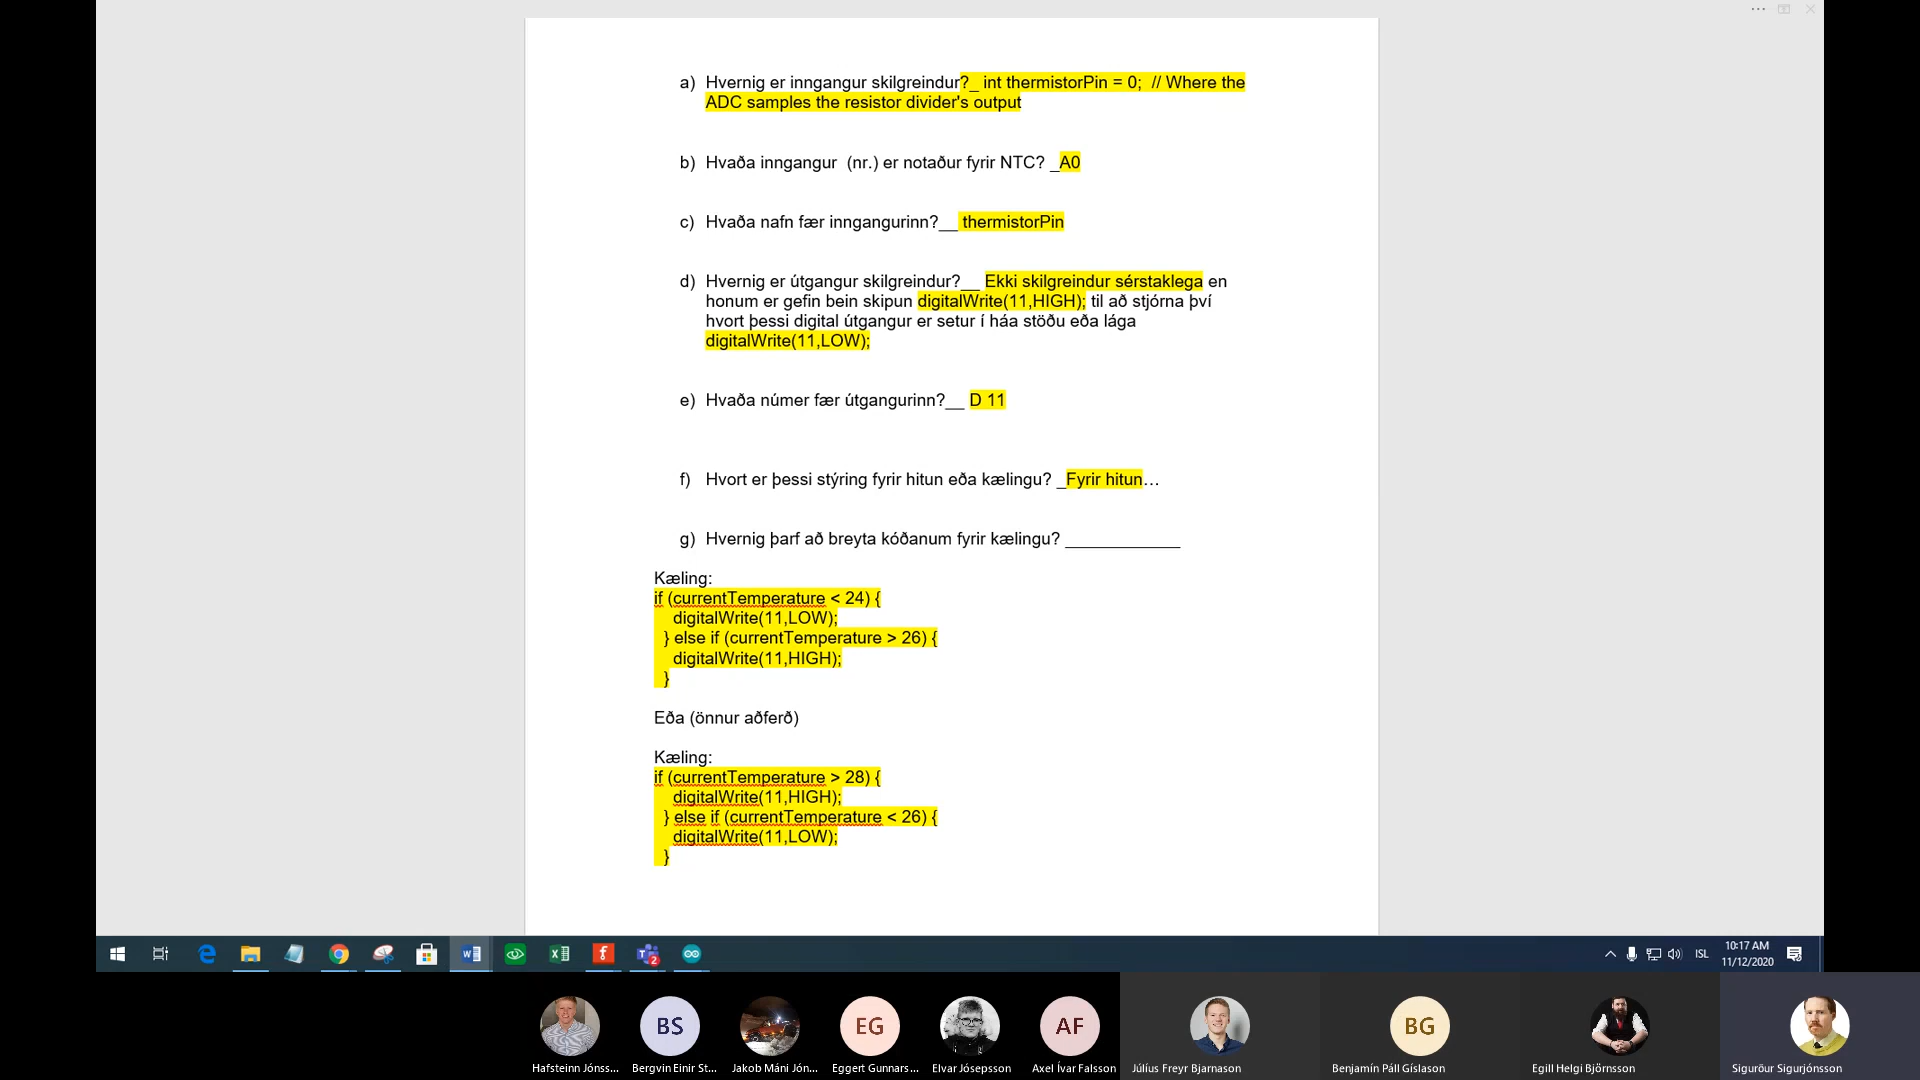 a) Hvernig er inngangur skilgreindur?_ int thermistorPin = 0;  // Where the
ADC samples the resistor divider's output
b) Hvaða inngangur  (nr.) er notaður fyrir NTC? _A0
c) Hvaða nafn fær inngangurinn?__ thermistorPin
d) Hvernig er útgangur skilgreindur?__ Ekki skilgreindur sérstaklega en
honum er gefin bein skipun digitalWrite(11,HIGH); til að stjórna því
hvort þessi digital útgangur er setur í háa stöðu eða lága
digitalWrite(11,LOW);
e) Hvaða númer fær útgangurinn?__ D 11
f) Hvort er þessi stýring fyrir hitun eða kælingu? _Fyrir hitun…
g) Hvernig þarf að breyta kóðanum fyrir kælingu? ____________
Kæling:
if (currentTemperature < 24) {
digitalWrite(11,LOW);
} else if (currentTemperature > 26) {
digitalWrite(11,HIGH);
}
Eða (önnur aðferð)
Kæling:
if (currentTemperature > 28) {
digitalWrite(11,HIGH);
} else if (currentTemperature < 26) {
digitalWrite(11,LOW);
}
2
ISL
10:17 AM
11/12/2020
BS
EG
AF
BG
Hafsteinn Jónss...
Bergvin Einir St...
Jakob Máni Jón...
Eggert Gunnars...
Elvar Jósepsson
Axel Ívar Falsson
Júlíus Freyr Bjarnason
Benjamín Páll Gíslason
Egill Helgi Björnsson
Sigurður Sigurjónsson